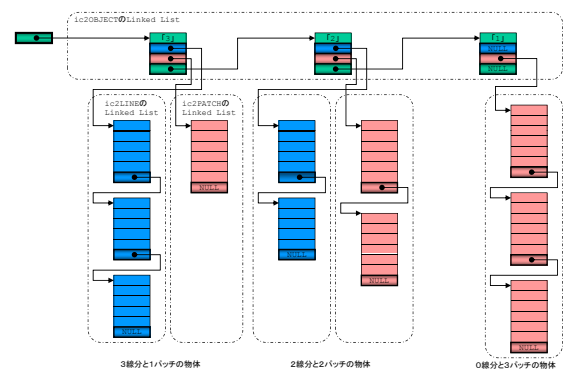 ic2OBJECTのLinked List
『3』
『2』
『1』
NULL
NULL
ic2LINEの
Linked List
ic2PATCHの
Linked List
NULL
NULL
NULL
NULL
NULL
3線分と1パッチの物体
2線分と2パッチの物体
0線分と3パッチの物体